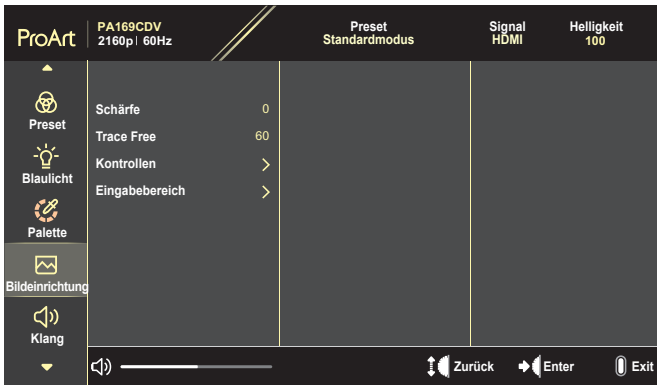 ProArt
PA169CDV
2160p | 60Hz
Preset
Standardmodus
Signal
HDMI
Helligkeit
100
Preset
Blaulicht
Palette
Bildeinrichtung
Klang
Schärfe 0
Trace Free 60
Kontrollen
Eingabebereich
Zurück
Enter
Exit